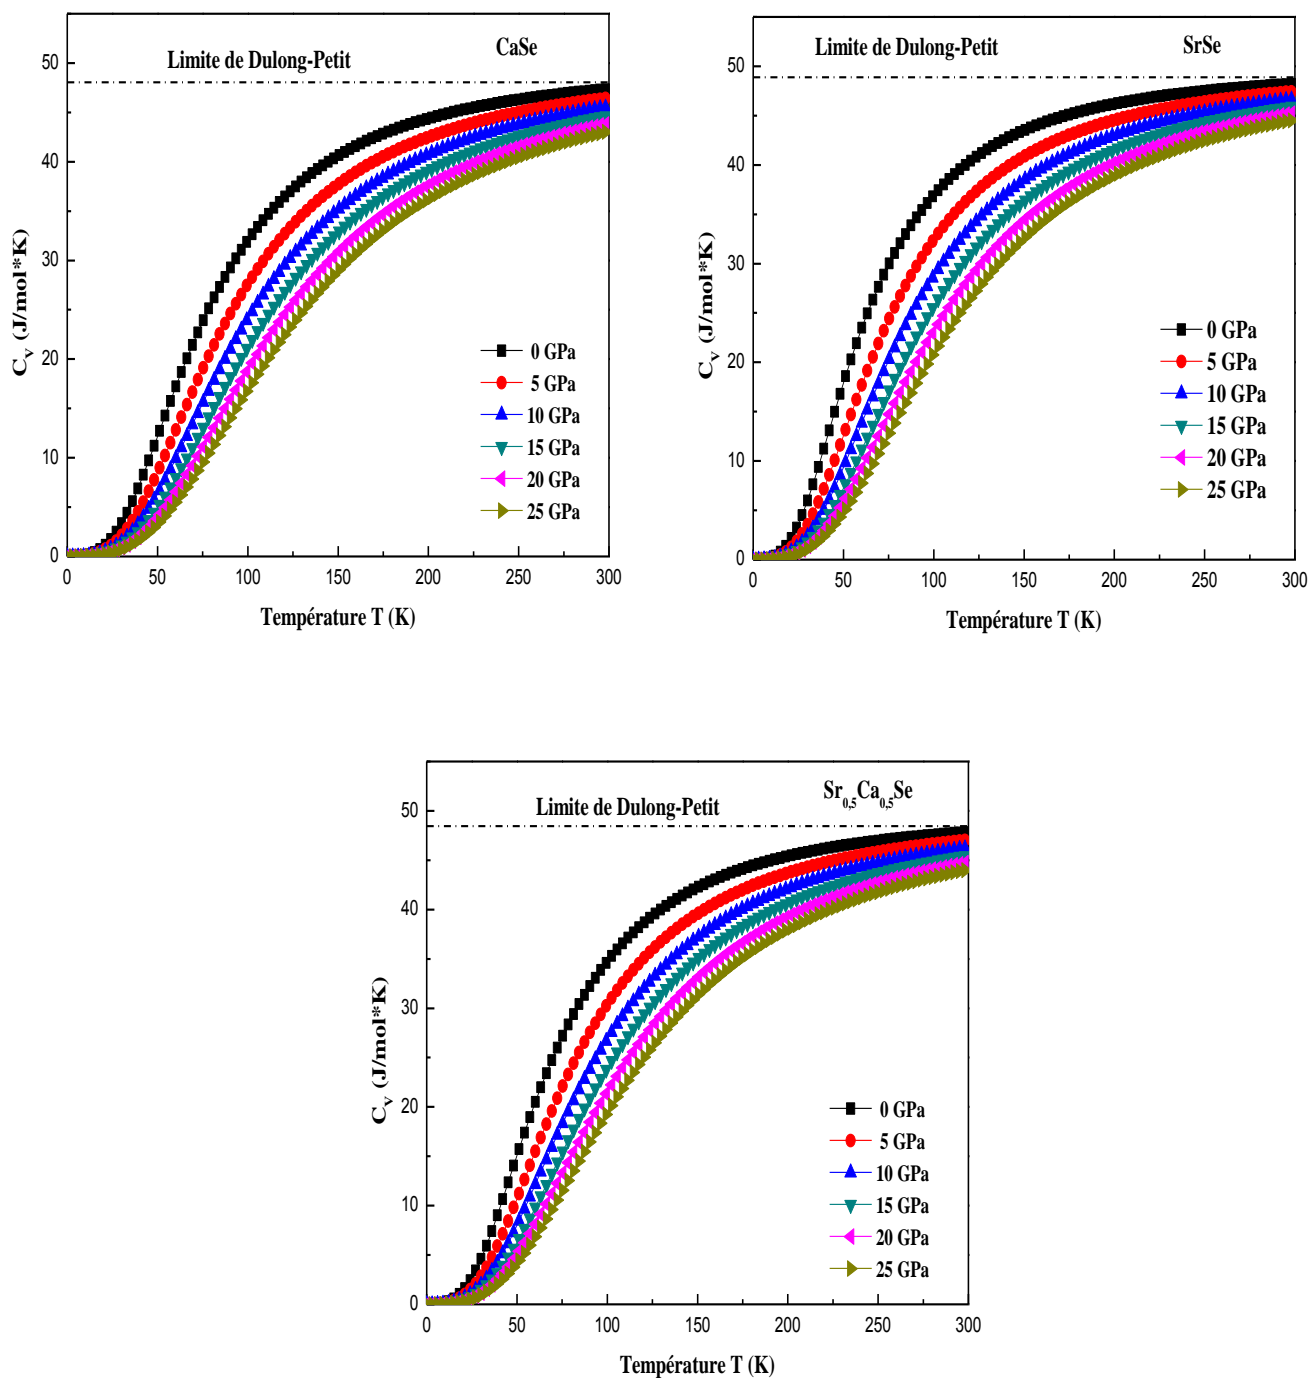 CaSe
Limite de Dulong-Petit
50
40
30
20
10
0
C_V (J/mol*K)
0 GPa
5 GPa
10 GPa
15 GPa
20 GPa
25 GPa
0 50 100 150 200 250 300
Température T (K)
SrSe
Limite de Dulong-Petit
50
40
30
20
10
0
C_V (J/mol*K)
0 GPa
5 GPa
10 GPa
15 GPa
20 GPa
25 GPa
0 50 100 150 200 250 300
Température T (K)
Sr0,5Ca0,5Se
Limite de Dulong-Petit
50
40
30
20
10
0
C_V (J/mol*K)
0 GPa
5 GPa
10 GPa
15 GPa
20 GPa
25 GPa
0 50 100 150 200 250 300
Température T (K)